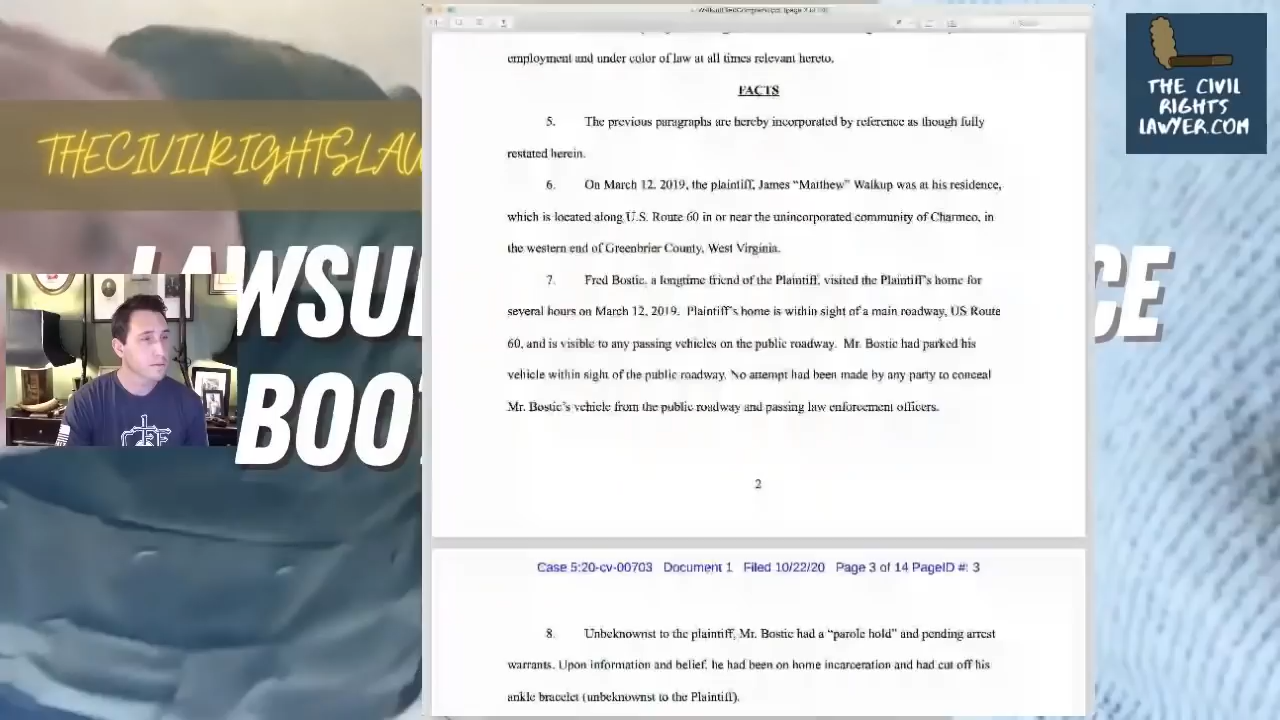 employment and under color of law at all times relevant hereto.
FACTS
5. The previous paragraphs are hereby incorporated by reference as though fully
restated herein.
6. On March 12, 2019, the plaintiff, James “Matthew” Walkup was at his residence,
which is located along U.S. Route 60 in or near the unincorporated community of Charmco, in
the western end of Greenbrier County, West Virginia.
7. Fred Bostic, a longtime friend of the Plaintiff, visited the Plaintiff’s home for
several hours on March 12, 2019. Plaintiff’s home is within sight of a main roadway, US Route
60, and is visible to any passing vehicles on the public roadway. Mr. Bostic had parked his
vehicle within sight of the public roadway. No attempt had been made by any party to conceal
Mr. Bostic’s vehicle from the public roadway and passing law enforcement officers.
2
Case 5:20-cv-00703 Document 1 Filed 10/22/20 Page 3 of 14 PageID #: 3
8. Unbeknownst to the plaintiff, Mr. Bostic had a “parole hold” and pending arrest
warrants. Upon information and belief, he had been on home incarceration and had cut off his
ankle bracelet (unbeknownst to the Plaintiff).
THECIVILRIGHTSLAW
LAWSU
CE
BOO
THE CIVIL
RIGHTS
LAWYER.COM